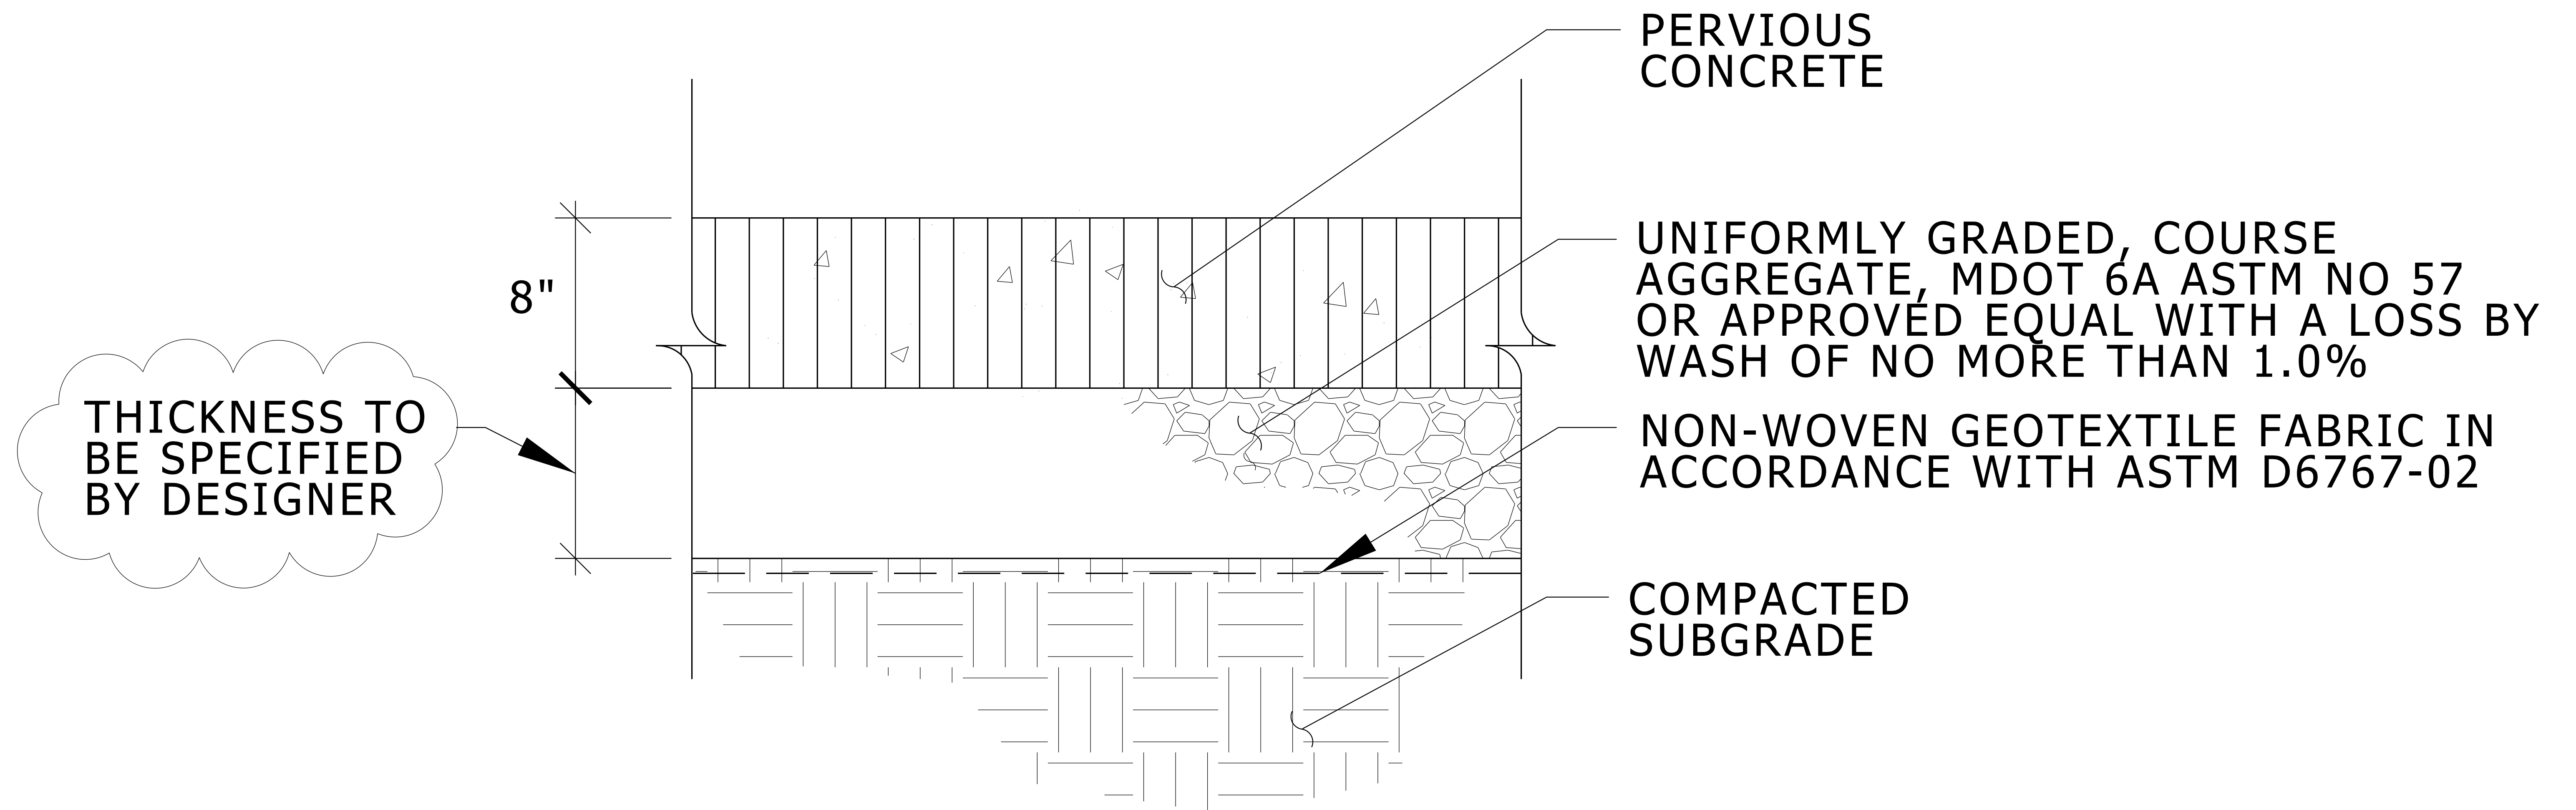 PERVIOUS
CONCRETE
UNIFORMLY GRADED, COURSE
AGGREGATE, MDOT 6A ASTM NO 57
OR APPROVED EQUAL WITH A LOSS BY
WASH OF NO MORE THAN 1.0%
8"
THICKNESS TO
BE SPECIFIED
BY DESIGNER
NON-WOVEN GEOTEXTILE FABRIC IN
ACCORDANCE WITH ASTM D6767-02
COMPACTED
SUBGRADE